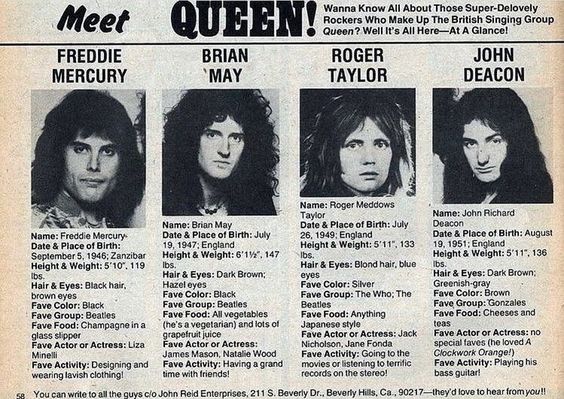 Meet QUEEN!
Wanna Know All About Those Super-Delovely
Rockers Who Make Up The British Singing Group
Queen? Well It's All Here—At A Glance!
FREDDIE
MERCURY
Name: Freddie Mercury
Date & Place of Birth:
September 5, 1946; Zanzibar
Height & Weight: 5'10", 119
lbs.
Hair & Eyes: Black hair,
brown eyes
Fave Color: Black
Fave Group: Beatles
Fave Food: Champagne in a
glass slipper
Fave Actor or Actress: Liza
Minelli
Fave Activity: Designing and
wearing lavish clothing!
BRIAN
MAY
Name: Brian May
Date & Place of Birth: July
19, 1947; England
Height & Weight: 6'1½", 147
lbs.
Hair & Eyes: Dark Brown;
Hazel eyes
Fave Color: Black
Fave Group: Beatles
Fave Food: All vegetables
(he's a vegetarian) and lots of
grapefruit juice
Fave Actor or Actress:
James Mason, Natalie Wood
Fave Activity: Having a grand
time with friends!
ROGER
TAYLOR
Name: Roger Meddows
Taylor
Date & Place of Birth: July
26, 1949; England
Height & Weight: 5'11", 133
lbs.
Hair & Eyes: Blond hair, blue
eyes
Fave Color: Silver
Fave Group: The Who; The
Beatles
Fave Food: Anything
Japanese style
Fave Actor or Actress: Jack
Nicholson, Jane Fonda
Fave Activity: Going to the
movies or listening to terrific
records on the stereo!
JOHN
DEACON
Name: John Richard
Deacon
Date & Place of Birth: August
19, 1951; England
Height & Weight: 5'11", 136
lbs.
Hair & Eyes: Dark Brown;
Greenish-gray
Fave Color: Brown
Fave Group: Gonzales
Fave Food: Cheeses and
teas
Fave Actor or Actress: no
special faves (he loved A
Clockwork Orange!)
Fave Activity: Playing his
bass guitar!
58 You can write to all the guys c/o John Reid Enterprises, 211 S. Beverly Dr., Beverly Hills, Ca., 90217—they'd love to hear from you!!